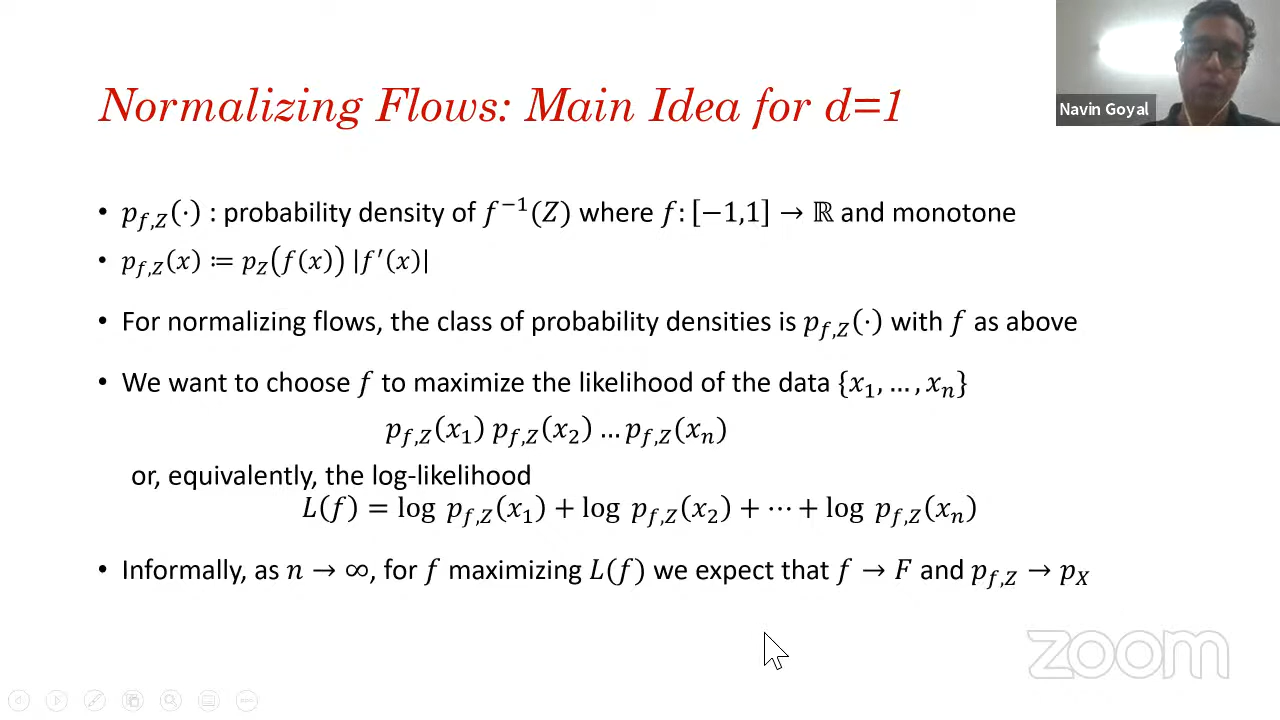 Normalizing Flows: Main Idea for d=1
Navin Goyal
• p_{f,Z}(·) : probability density of f^{−1}(Z) where f: [−1,1] → ℝ and monotone
• p_{f,Z}(x) ≔ p_Z(f(x)) |f′(x)|
• For normalizing flows, the class of probability densities is p_{f,Z}(·) with f as above
• We want to choose f to maximize the likelihood of the data {x_1, … , x_n}
p_{f,Z}(x_1) p_{f,Z}(x_2) … p_{f,Z}(x_n)
or, equivalently, the log-likelihood
L(f) = log p_{f,Z}(x_1) + log p_{f,Z}(x_2) + ⋯ + log p_{f,Z}(x_n)
• Informally, as n → ∞, for f maximizing L(f) we expect that f → F and p_{f,Z} → p_X
zoom